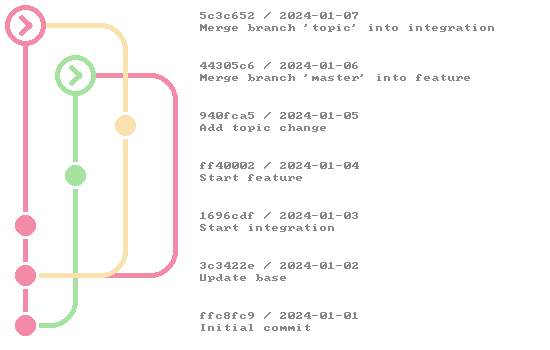 5c3c652 / 2024-01-07
Merge branch 'topic' into integration
44305c6 / 2024-01-06
Merge branch 'master' into feature
940fca5 / 2024-01-05
Add topic change
ff40002 / 2024-01-04
Start feature
1696cdf / 2024-01-03
Start integration
3c3422e / 2024-01-02
Update base
ffc8fc9 / 2024-01-01
Initial commit